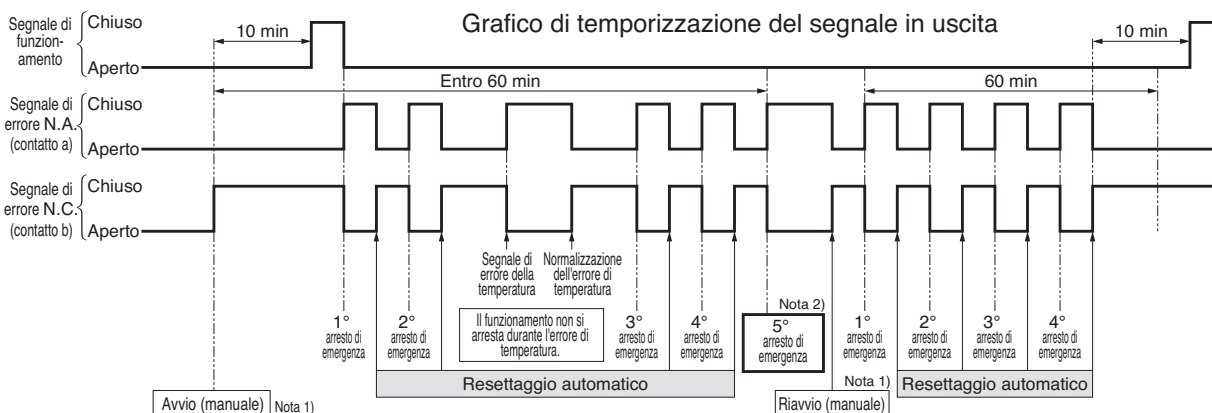 Grafico di temporizzazione del segnale in uscita
Segnale di
funzion-
amento
Chiuso
Aperto
10 min
10 min
Entro 60 min
60 min
Segnale di
errore N.A.
(contatto a)
Chiuso
Aperto
Segnale di
errore N.C.
(contatto b)
Chiuso
Aperto
Segnale di
errore della
temperatura
Normalizzazione
dell'errore di
temperatura
Il funzionamento non si
arresta durante l'errore di
temperatura.
1°
arresto di
emergenza
2°
arresto di
emergenza
3°
arresto di
emergenza
4°
arresto di
emergenza
Nota 2)
5°
arresto di
emergenza
1°
arresto di
emergenza
2°
arresto di
emergenza
3°
arresto di
emergenza
4°
arresto di
emergenza
Resettaggio automatico
Nota 1)
Resettaggio automatico
Avvio (manuale) Nota 1)
Riavvio (manuale)